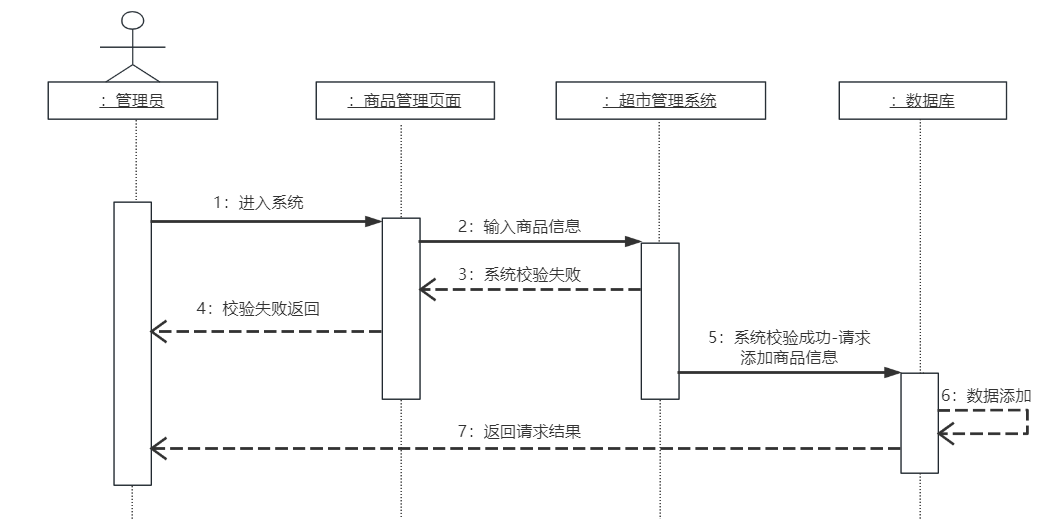 ：管理员
：商品管理页面
：超市管理系统
：数据库
1：进入系统
2：输入商品信息
3：系统校验失败
4：校验失败返回
5：系统校验成功-请求
添加商品信息
6：数据添加
7：返回请求结果